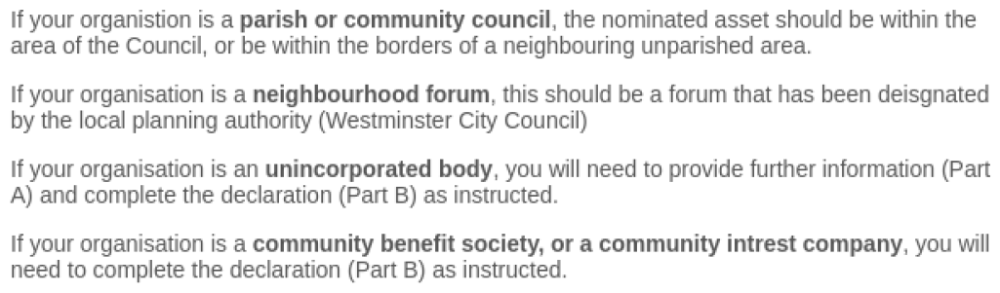 If your organistion is a parish or community council, the nominated asset should be within the
area of the Council, or be within the borders of a neighbouring unparished area.
If your organisation is a neighbourhood forum, this should be a forum that has been deisgnated
by the local planning authority (Westminster City Council)
If your organisation is an unincorporated body, you will need to provide further information (Part
A) and complete the declaration (Part B) as instructed.
If your organisation is a community benefit society, or a community intrest company, you will
need to complete the declaration (Part B) as instructed.